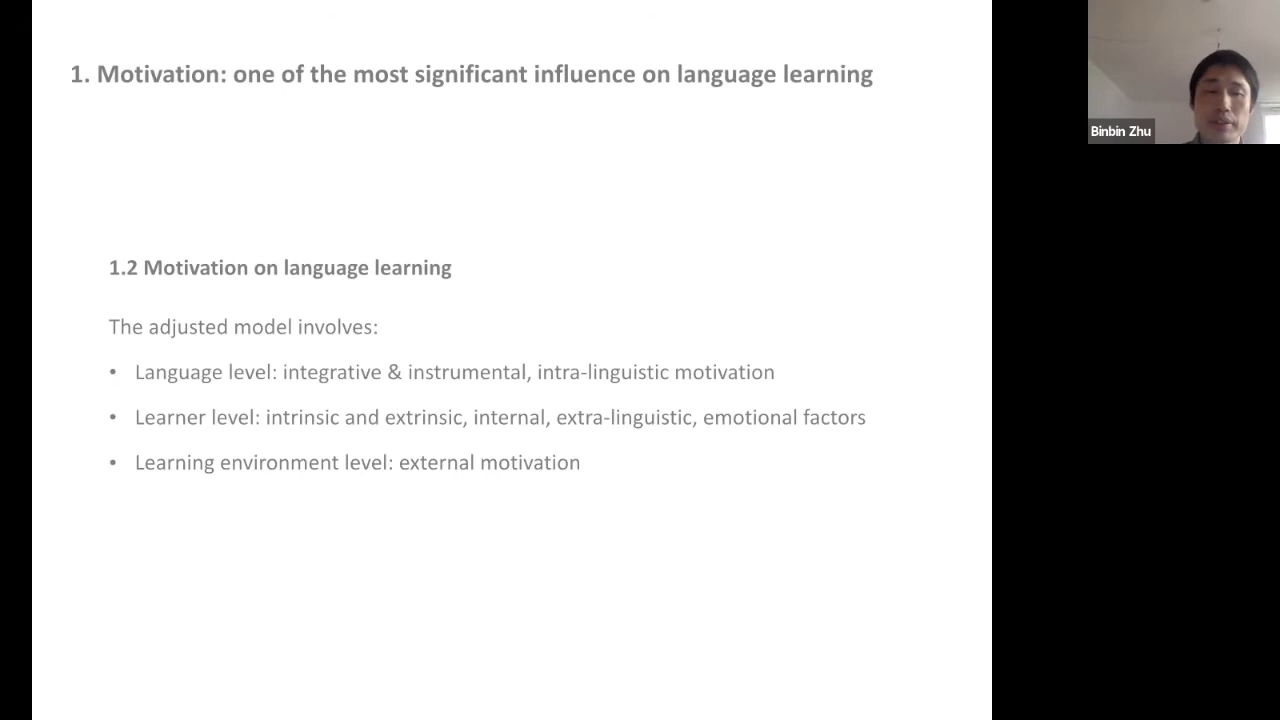 1. Motivation: one of the most significant influence on language learning
Binbin Zhu
1.2 Motivation on language learning
The adjusted model involves:
• Language level: integrative & instrumental, intra-linguistic motivation
• Learner level: intrinsic and extrinsic, internal, extra-linguistic, emotional factors
• Learning environment level: external motivation